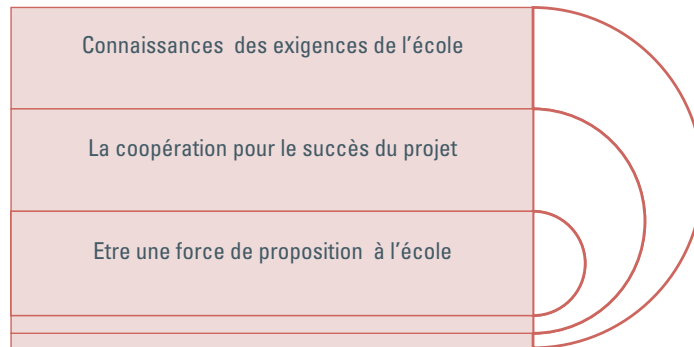 Connaissances des exigences de l'école
La coopération pour le succès du projet
Etre une force de proposition à l'école